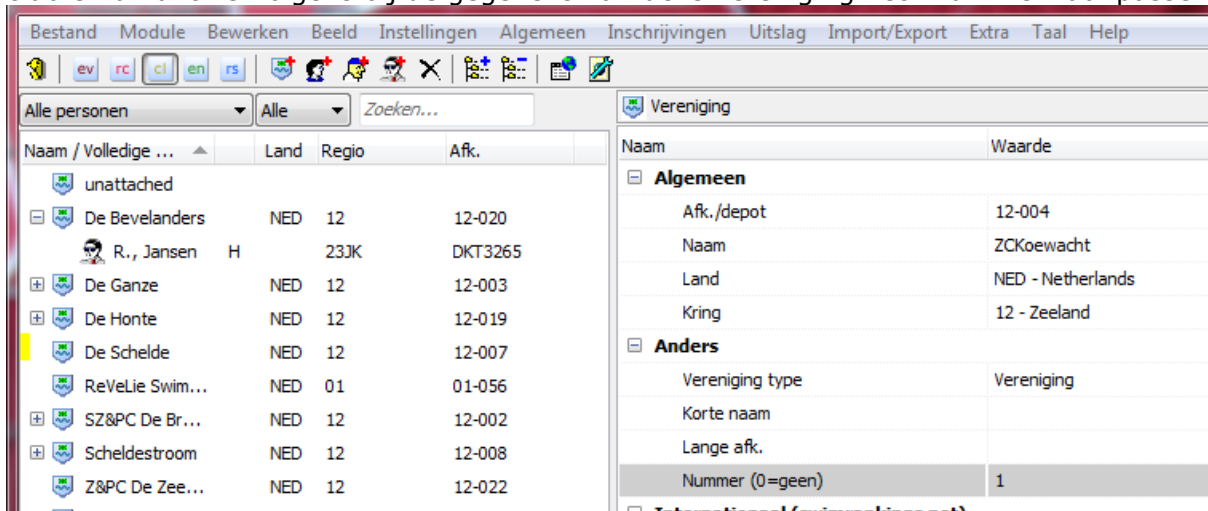 Bestand Module Bewerken Beeld Instellingen Algemeen Inschrijvingen Uitslag Import/Export Extra Taal Help
ev rc cl en rs
Alle personen Alle Zoeken... Vereniging
Naam / Volledige ... Land Regio Afk. Naam Waarde
unattached Algemeen
De Bevelanders NED 12 12-020 Afk./depot 12-004
R., Jansen H 23JK DKT3265 Naam ZCKoewacht
De Ganze NED 12 12-003 Land NED - Netherlands
De Honte NED 12 12-019 Kring 12 - Zeeland
De Schelde NED 12 12-007 Anders
ReVeLie Swim... NED 01 01-056 Vereniging type Vereniging
SZ&PC De Br... NED 12 12-002 Korte naam
Scheldestroom NED 12 12-008 Lange afk.
Z&PC De Zee... NED 12 12-022 Nummer (0=geen) 1